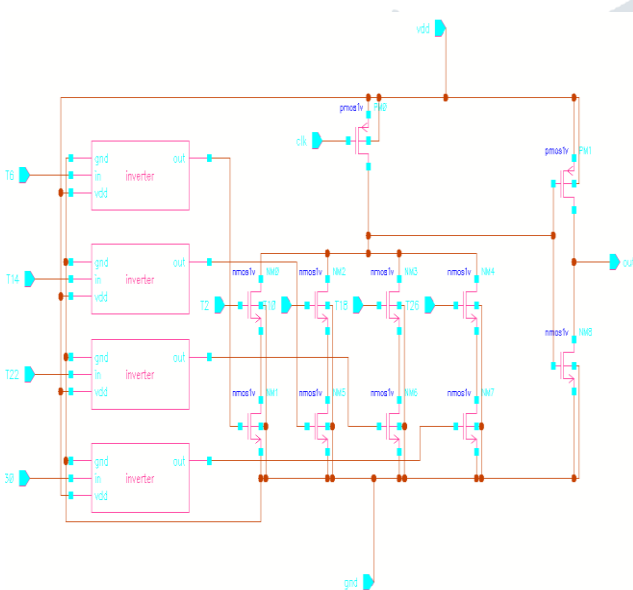 vdd
pmos1v PM0
clk
gnd out
T6 in inverter
vdd
pmos1v PM1
gnd out
T14 in inverter
vdd
out
nmos1v NM0 nmos1v NM2 nmos1v NM3 nmos1v NM4
T2 T10 T18 T26
gnd out
T22 in inverter
vdd
nmos1v NM8
nmos1v NM1 nmos1v NM5 nmos1v NM6 nmos1v NM7
gnd out
30 in inverter
vdd
gnd